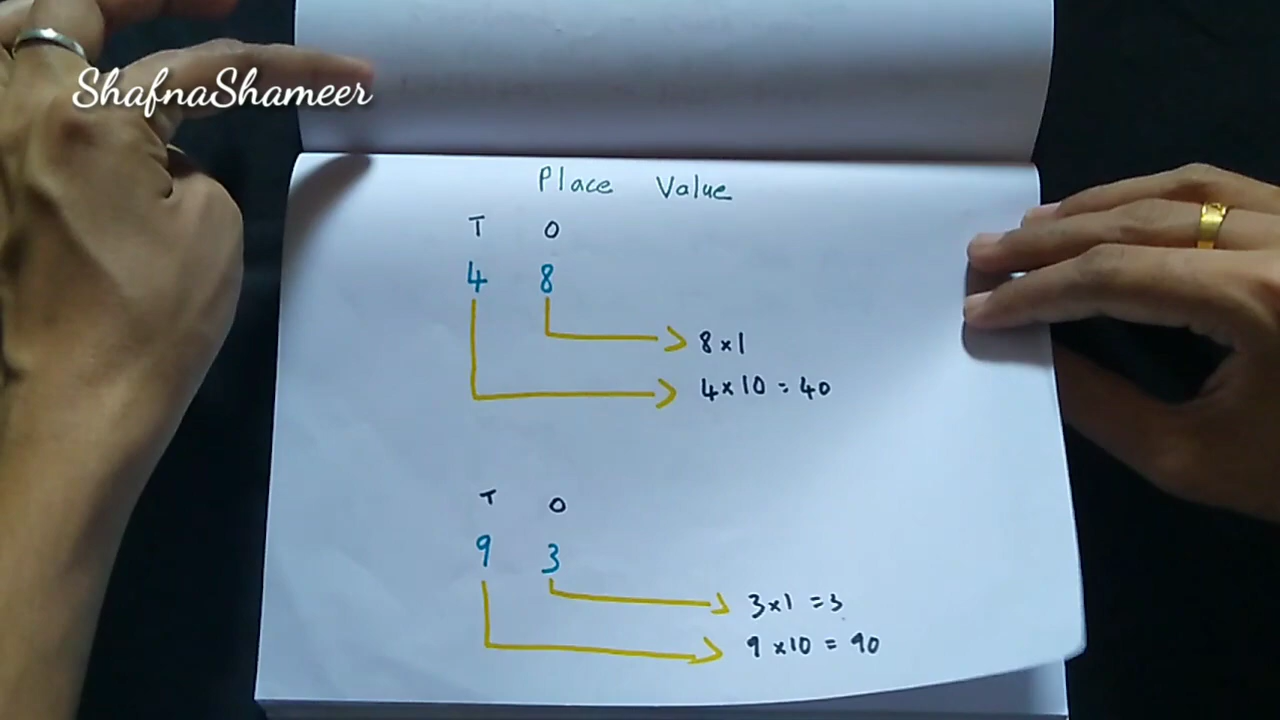 ShafnaShameer
Place Value
T O
4 8
8 x 1
4 x 10 = 40
T O
9 3
3 x 1 = 3
9 x 10 = 90